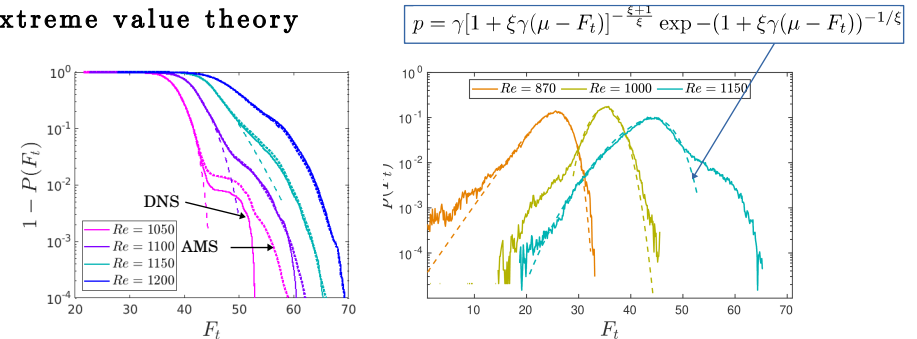 xtreme value theory
p = γ[1 + ξγ(μ − F_t)]^{−\frac{ξ+1}{ξ}} exp −(1 + ξγ(μ − F_t))^{−1/ξ}
10^0
10^{-1}
10^{-2}
10^{-3}
10^{-4}
1 − P(F_t)
DNS
AMS
Re = 1050
Re = 1100
Re = 1150
Re = 1200
20 30 40 50 60 70
F_t
10^0
10^{-1}
10^{-2}
10^{-3}
10^{-4}
Re = 870 Re = 1000 Re = 1150
10 20 30 40 50 60 70
F_t